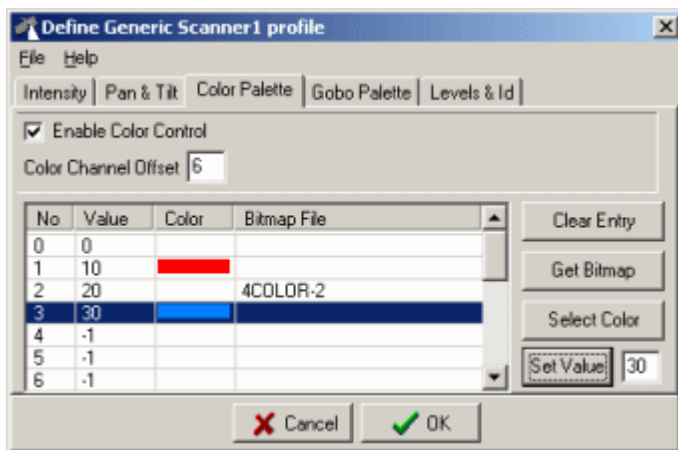 Define Generic Scanner1 profile
File Help
Intensity Pan & Tilt Color Palette Gobo Palette Levels & Id
Enable Color Control
Color Channel Offset 6
No Value Color Bitmap File
0 0
1 10
2 20 4COLOR-2
3 30
4 -1
5 -1
6 -1
Clear Entry
Get Bitmap
Select Color
Set Value 30
Cancel OK